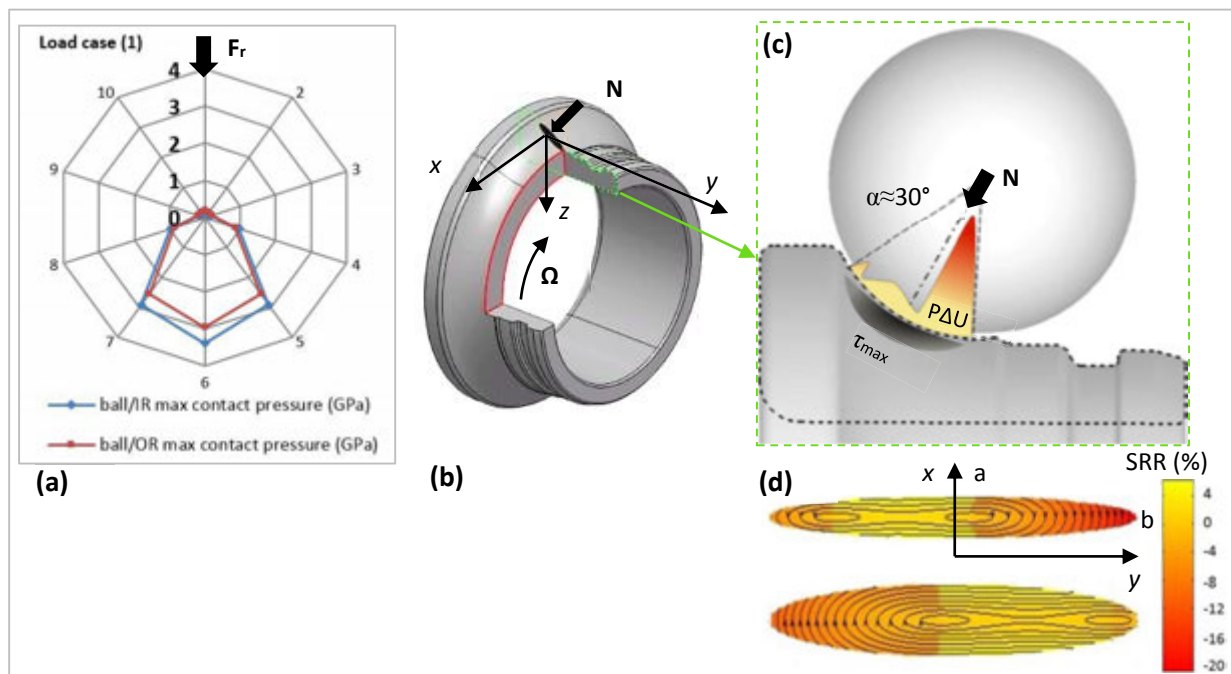 Load case (1)
F_r
4
3
2
1
0
10
2
9
3
8
4
7
5
6
ball/IR max contact pressure (GPa)
ball/OR max contact pressure (GPa)
(a)
N
x
y
z
Ω
(b)
(c)
N
α≈30°
PΔU
τmax
(d)
SRR (%)
x
a
b
y
4
0
-4
-8
-12
-16
-20